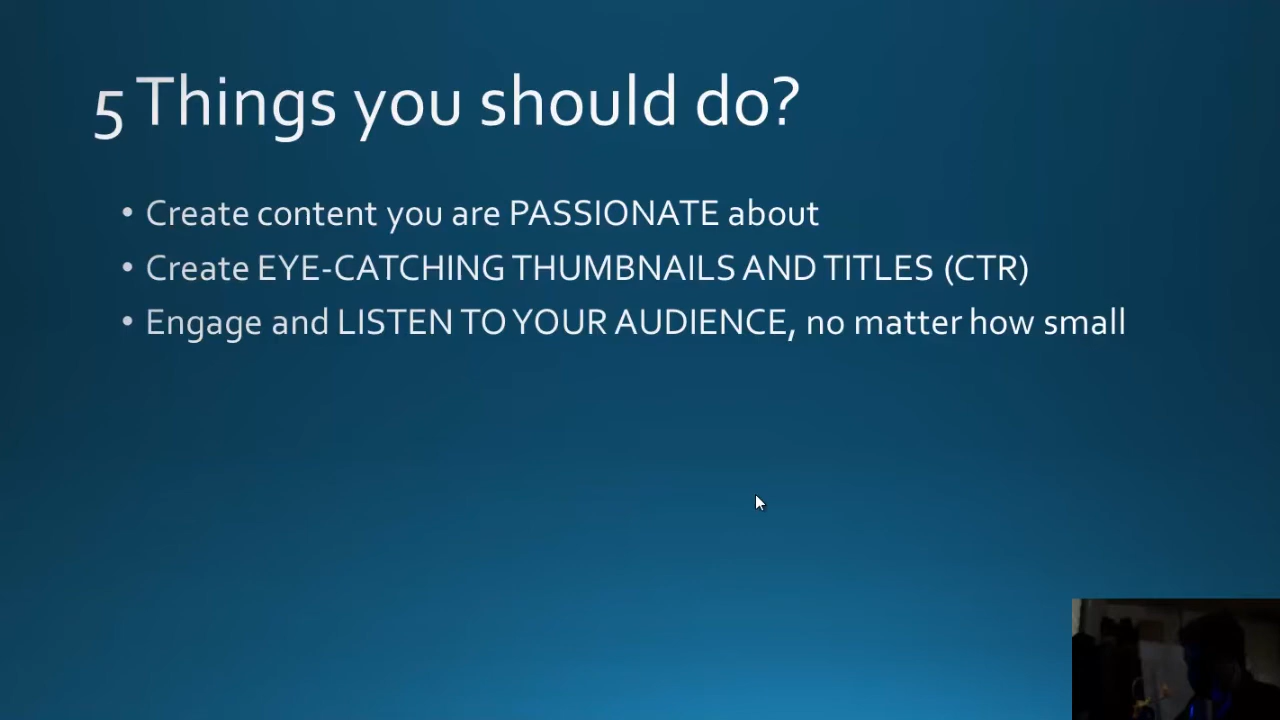 5 Things you should do?
• Create content you are PASSIONATE about
• Create EYE-CATCHING THUMBNAILS AND TITLES (CTR)
• Engage and LISTEN TO YOUR AUDIENCE, no matter how small